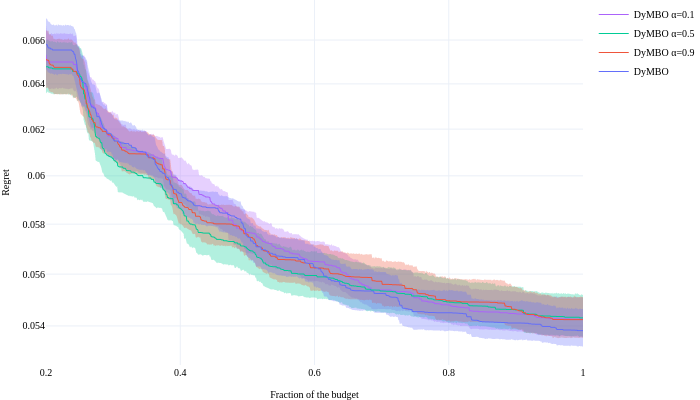 DyMBO α=0.1
DyMBO α=0.5
DyMBO α=0.9
DyMBO
Regret
0.066
0.064
0.062
0.06
0.058
0.056
0.054
0.2
0.4
0.6
0.8
1
Fraction of the budget